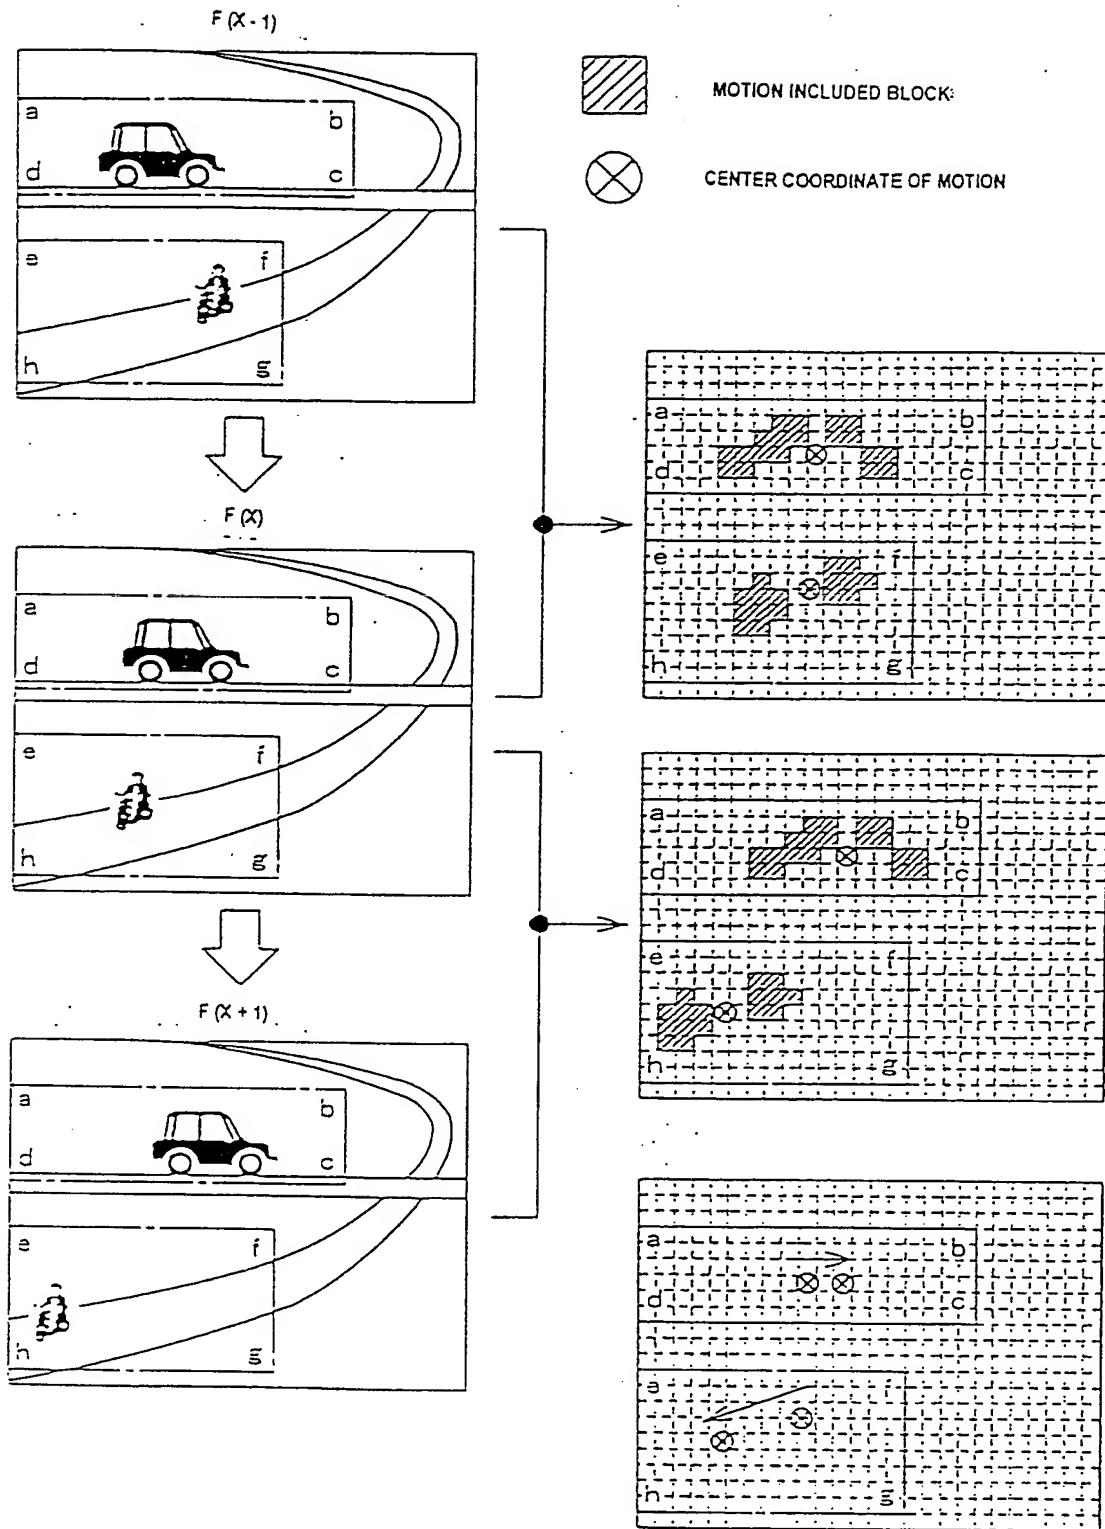 F (X - 1)
MOTION INCLUDED BLOCK
CENTER COORDINATE OF MOTION
a b
d c
e f
h g
F (X)
a b
d c
e f
h g
F (X + 1)
a b
d c
e f
h g
a b
d c
e f
h g
a b
d c
e f
h g
a b
d c
a f
h g